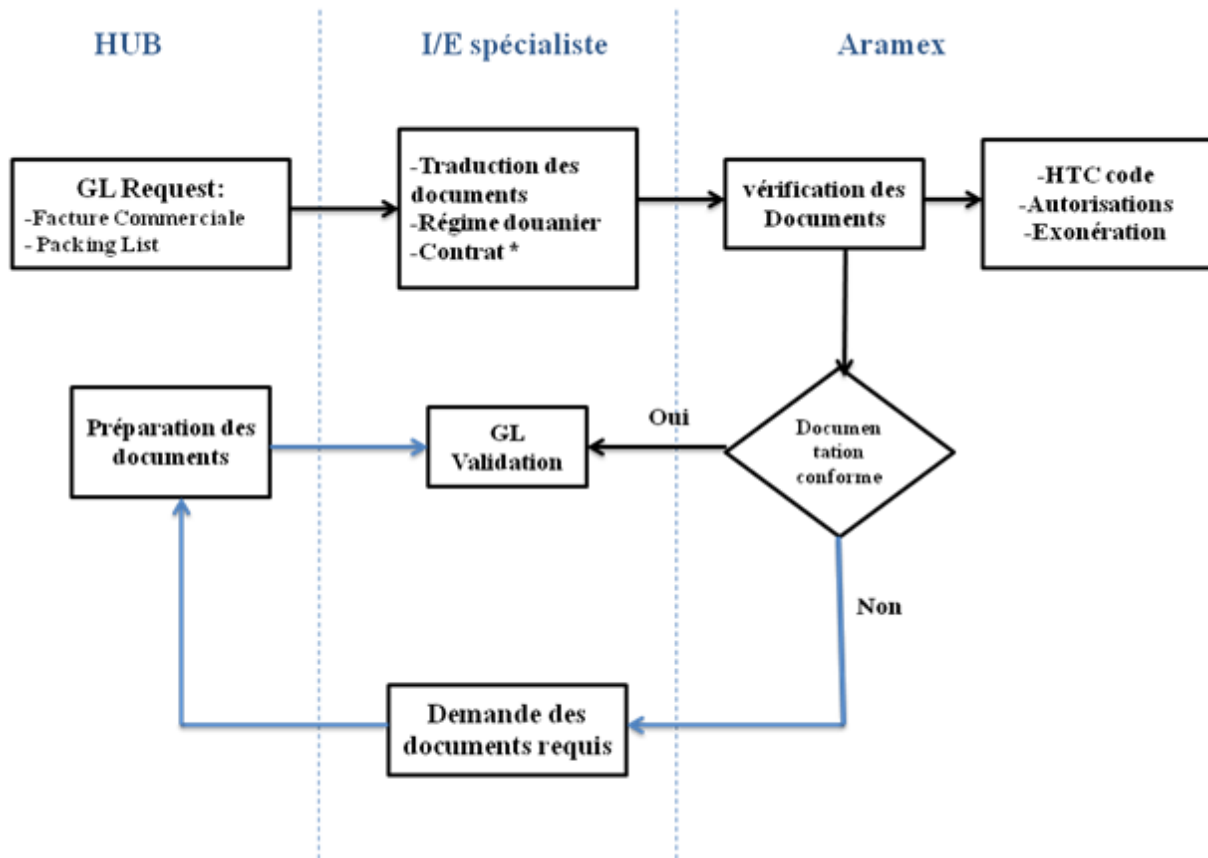 HUB
I/E spécialiste
Aramex
GL Request:
-Facture Commerciale
- Packing List
-Traduction des
documents
-Régime douanier
-Contrat *
vérification des
Documents
-HTC code
-Autorisations
-Exonération
Préparation des
documents
GL
Validation
Oui
Documen
tation
conforme
Non
Demande des
documents requis